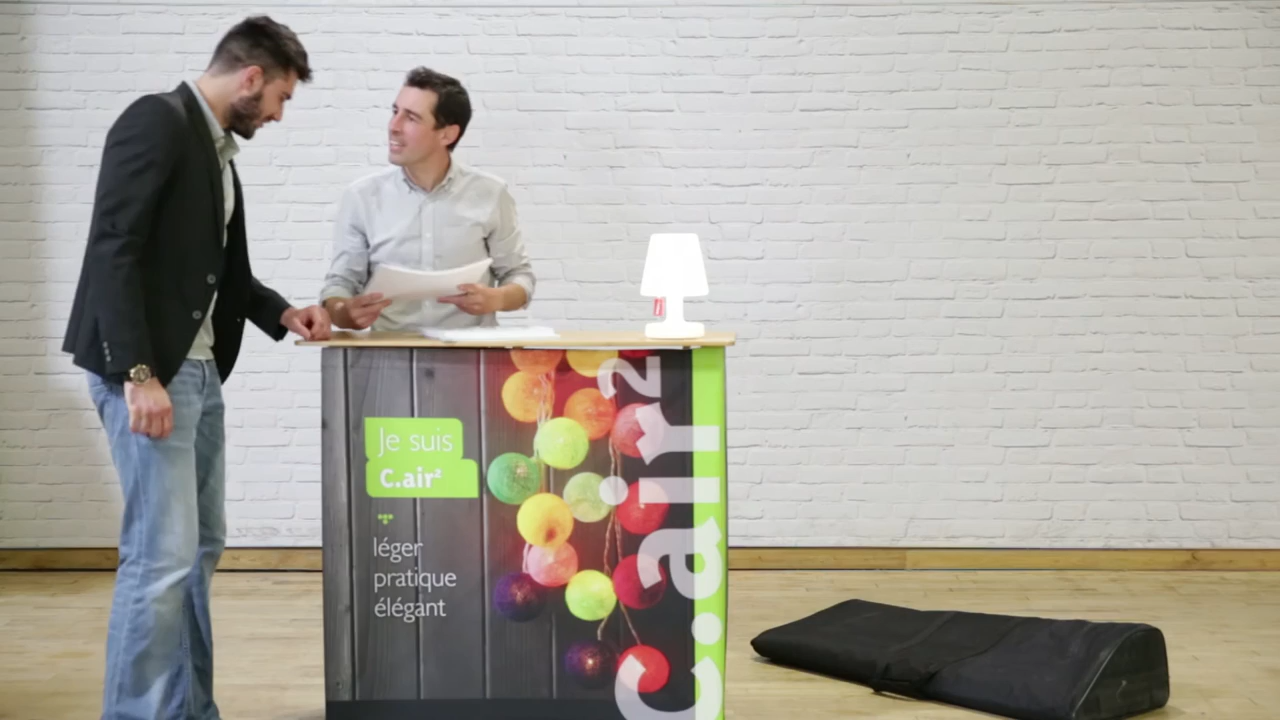 Je suis
C.air²
léger
pratique
élégant
c.air²